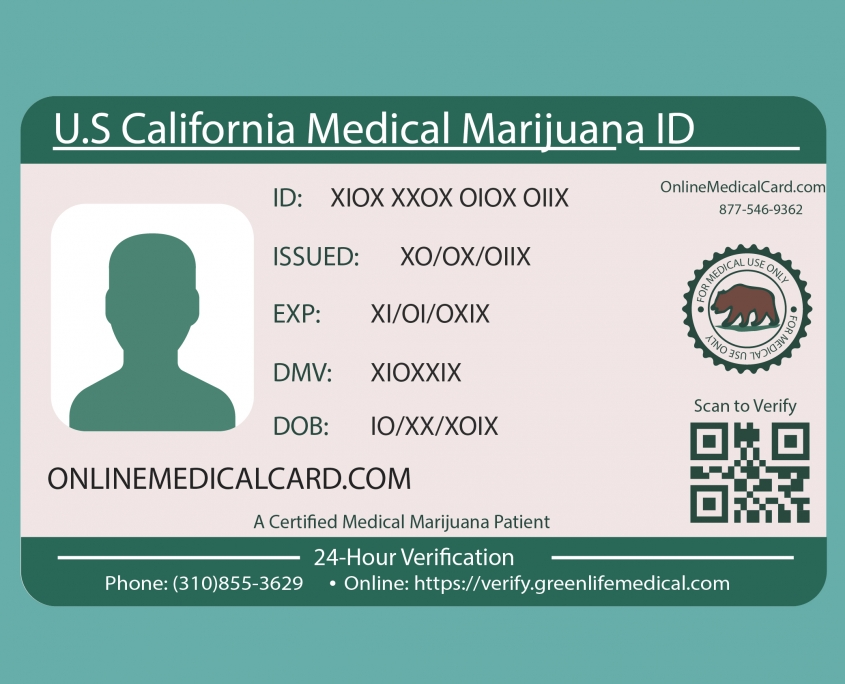 U.S California Medical Marijuana ID
OnlineMedicalCard.com
877-546-9362
ID: XIOX XXOX OIOX OIIX
ISSUED: XO/OX/OIIX
EXP: XI/OI/OXIX
DMV: XIOXXIX
DOB: IO/XX/XOIX
• FOR MEDICAL USE ONLY
• FOR MEDICAL USE ONLY
Scan to Verify
ONLINEMEDICALCARD.COM
A Certified Medical Marijuana Patient
24-Hour Verification
Phone: (310)855-3629 • Online: https://verify.greenlifemedical.com